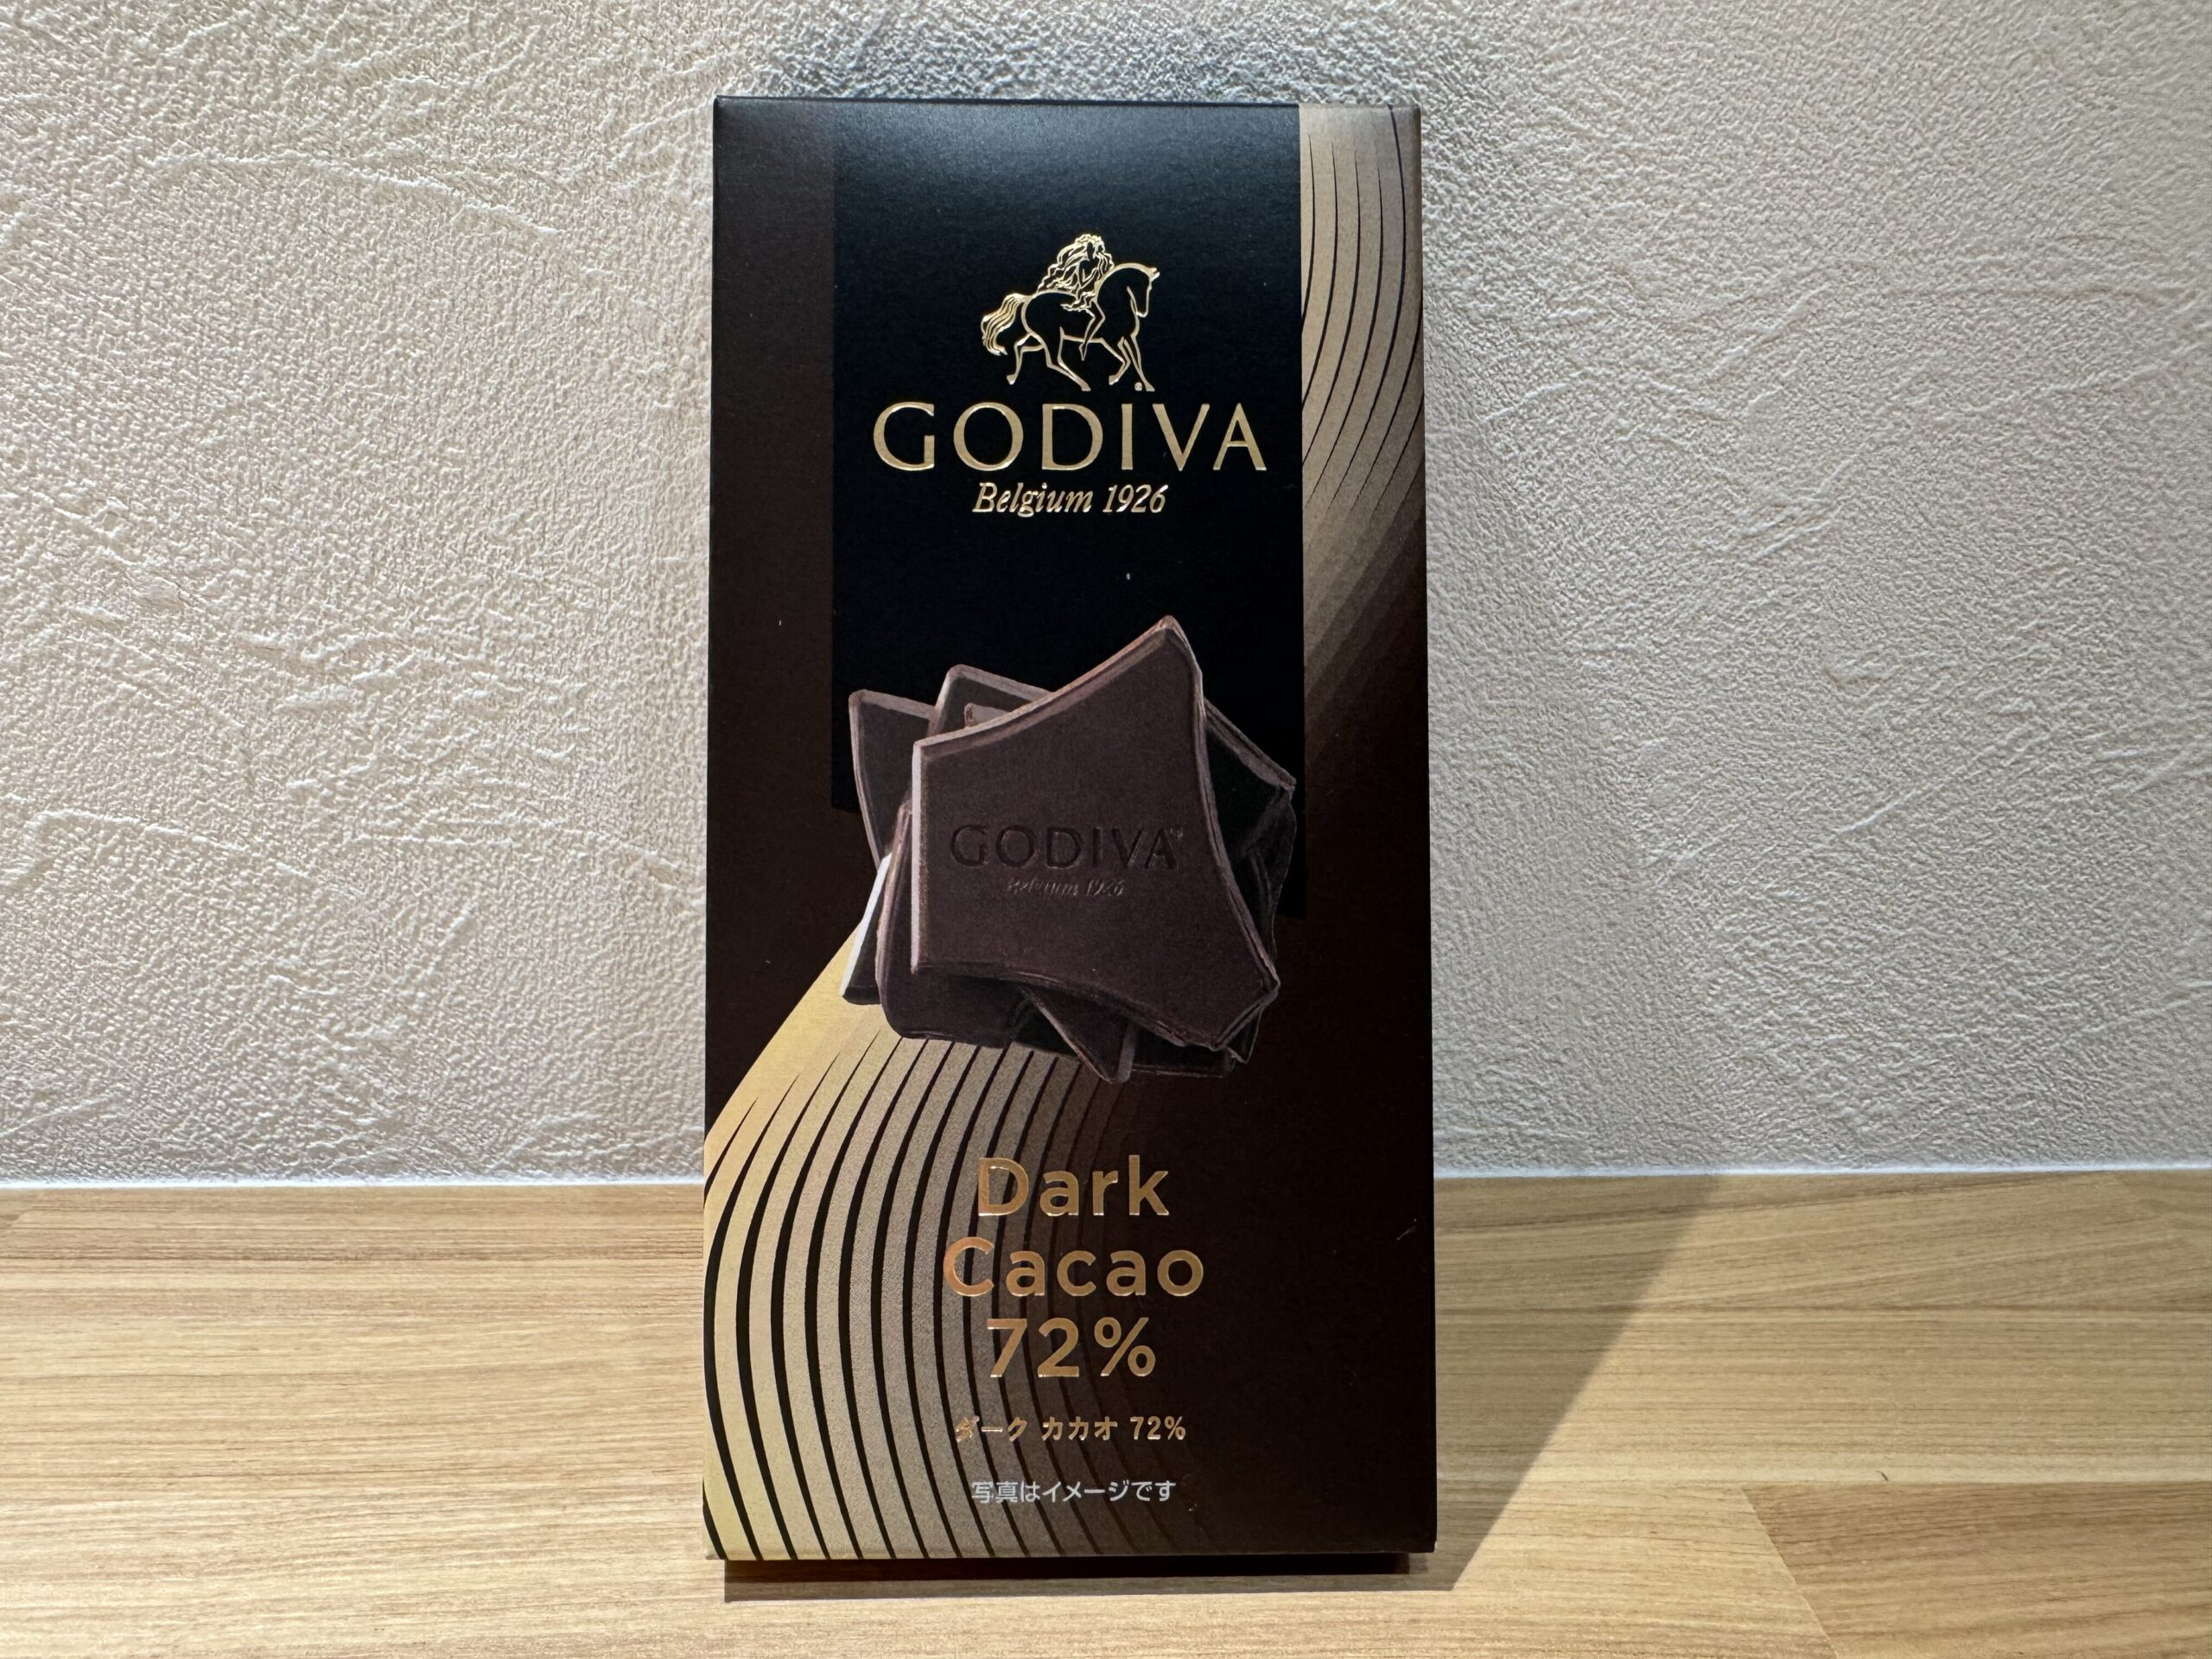 GODIVA
Belgium 1926
GODIVA
Belgium 1926
Dark
Cacao
72%
ダーク カカオ 72%
写真はイメージです